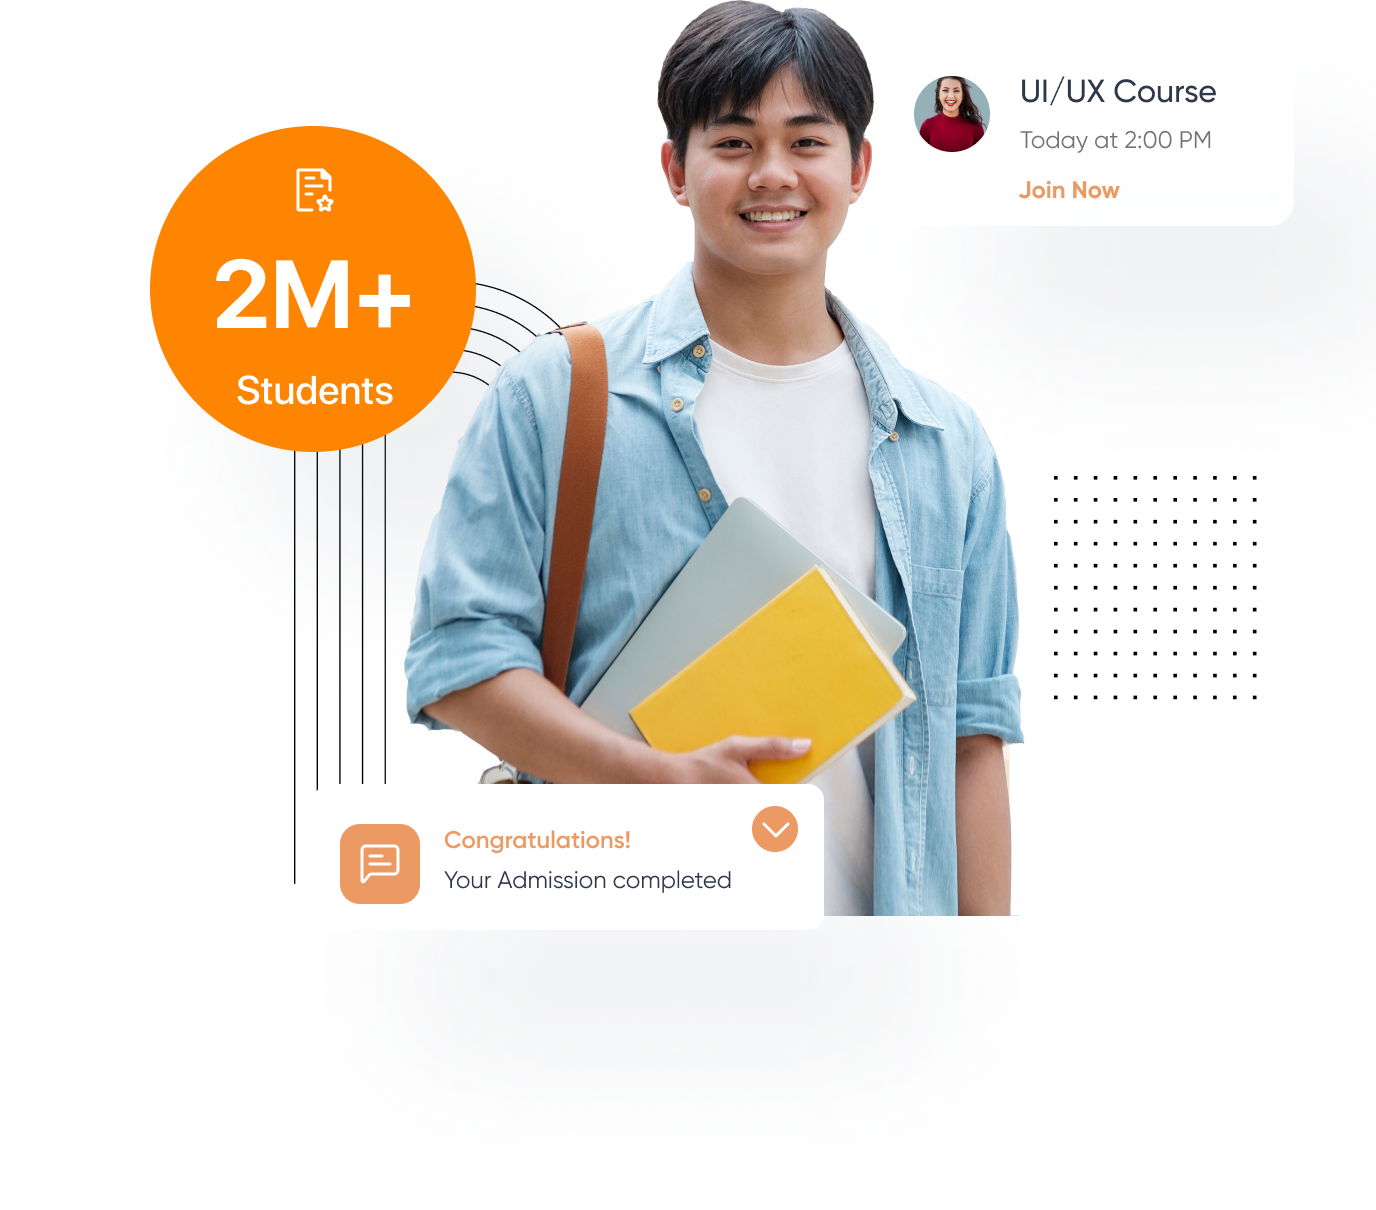 UI/UX Course
Today at 2:00 PM
Join Now
2M+
Students
Congratulations!
Your Admission completed